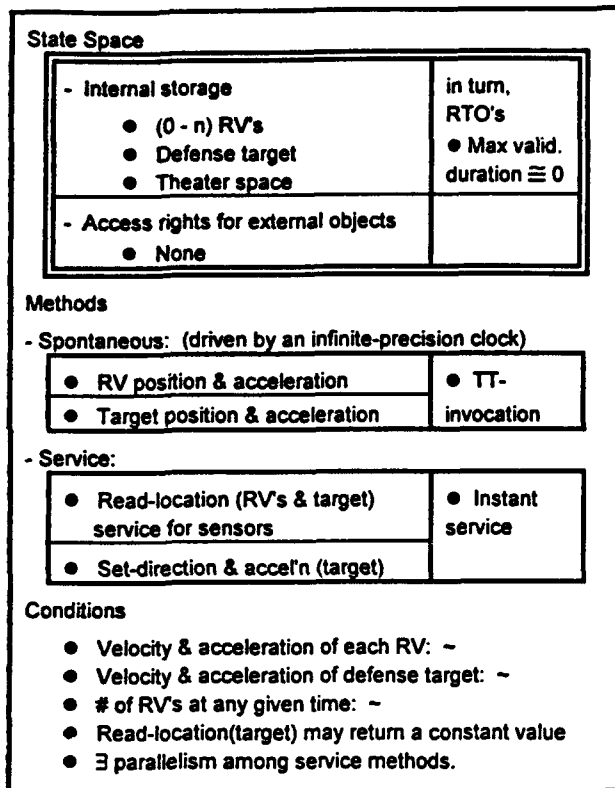 State Space
- Internal storage
● (0 - n) RV's
● Defense target
● Theater space
in turn,
RTO's
● Max valid.
duration ≅ 0
- Access rights for external objects
● None
Methods
- Spontaneous: (driven by an infinite-precision clock)
● RV position & acceleration
● Target position & acceleration
● TT-
invocation
- Service:
● Read-location (RV's & target)
service for sensors
● Set-direction & accel'n (target)
● Instant
service
Conditions
● Velocity & acceleration of each RV: ~
● Velocity & acceleration of defense target: ~
● # of RV's at any given time: ~
● Read-location(target) may return a constant value
● ∃ parallelism among service methods.